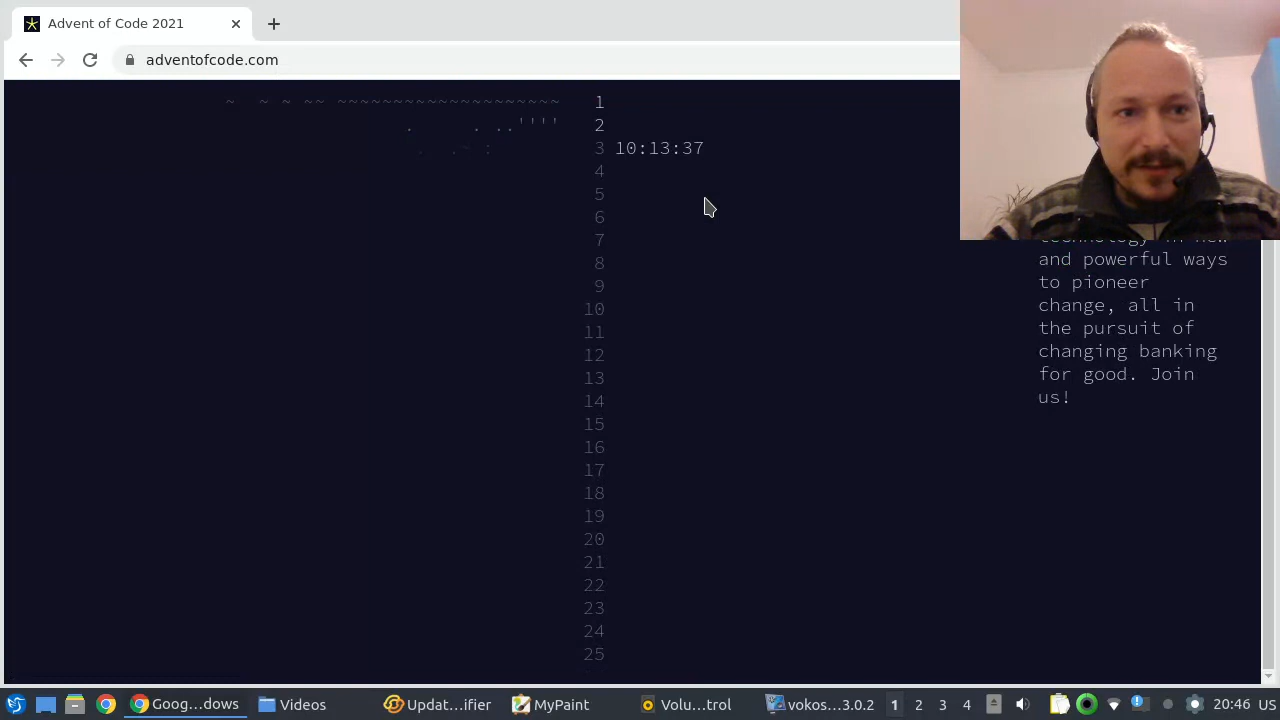 Advent of Code 2021
adventofcode.com
~  ~ ~ ~~ ~~~~~~~~~~~~~~~~~~~~ 1
.     . ..'''' 2
3 10:13:37
4
5
6
7
8
9
10
11
12
13
14
15
16
17
18
19
20
21
22
23
24
25
technology in new
and powerful ways
to pioneer
change, all in
the pursuit of
changing banking
for good. Join
us!
Goog...dows
Videos
Updat...ifier
MyPaint
Volu...trol
vokos...3.0.2
1 2 3 4
20:46 US